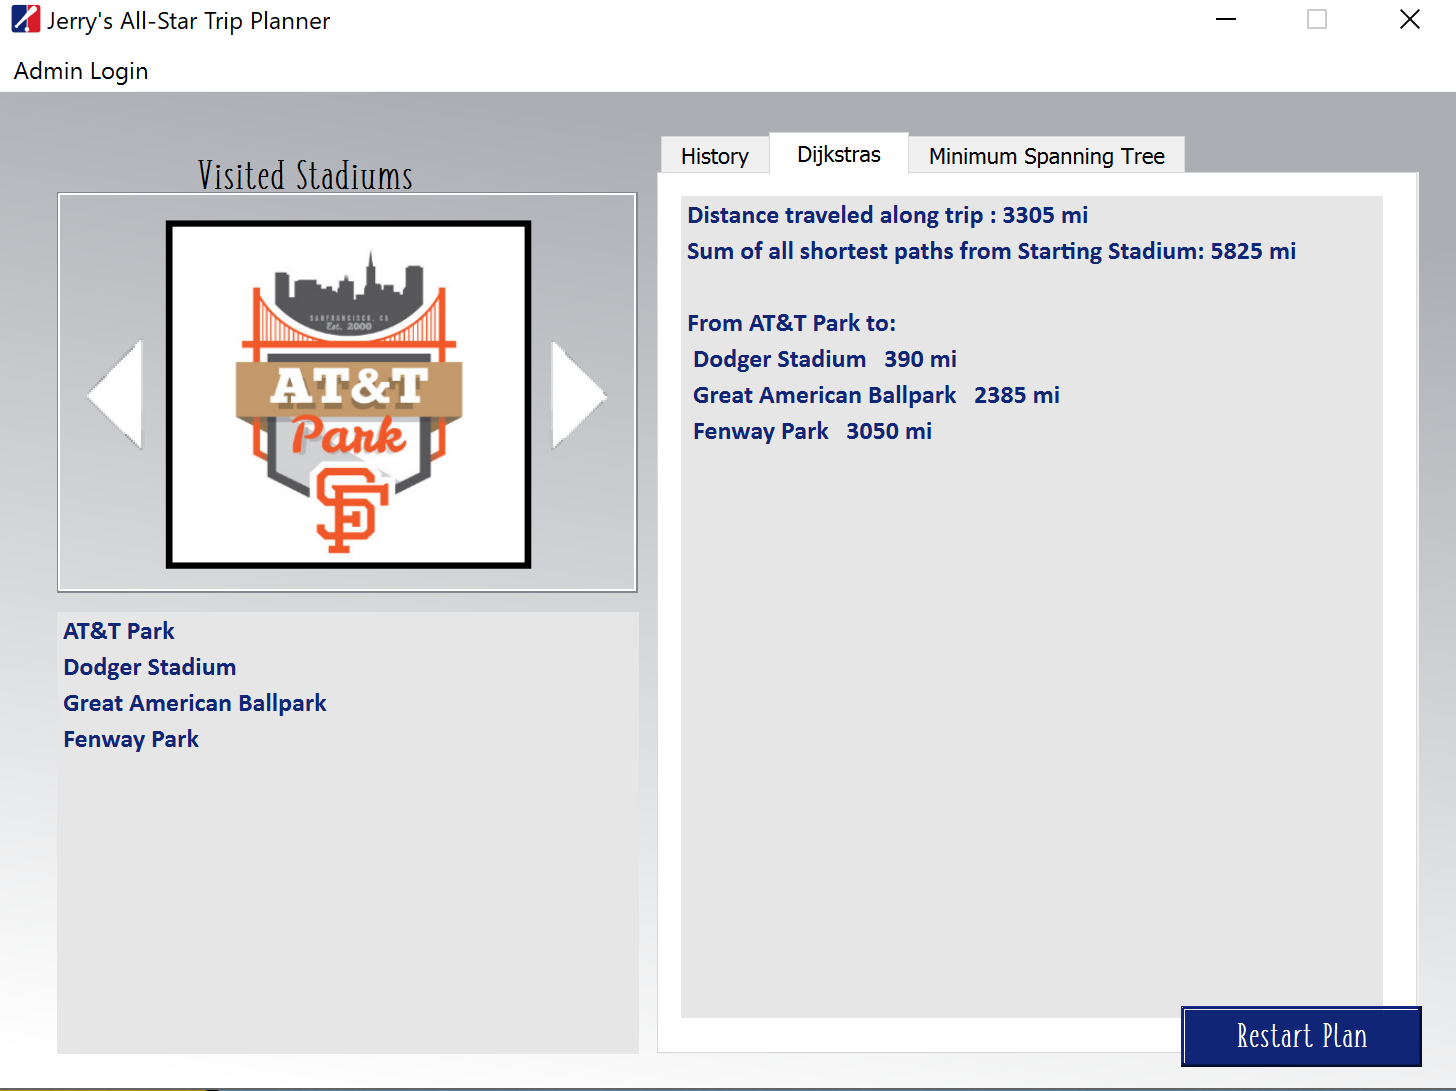 Jerry's All-Star Trip Planner
Admin Login
Visited Stadiums
SAN FRANCISCO, CA
Est. 2000
AT&T
Park
SF
AT&T Park
Dodger Stadium
Great American Ballpark
Fenway Park
History
Dijkstras
Minimum Spanning Tree
Distance traveled along trip : 3305 mi
Sum of all shortest paths from Starting Stadium: 5825 mi
From AT&T Park to:
Dodger Stadium 390 mi
Great American Ballpark 2385 mi
Fenway Park 3050 mi
Restart Plan